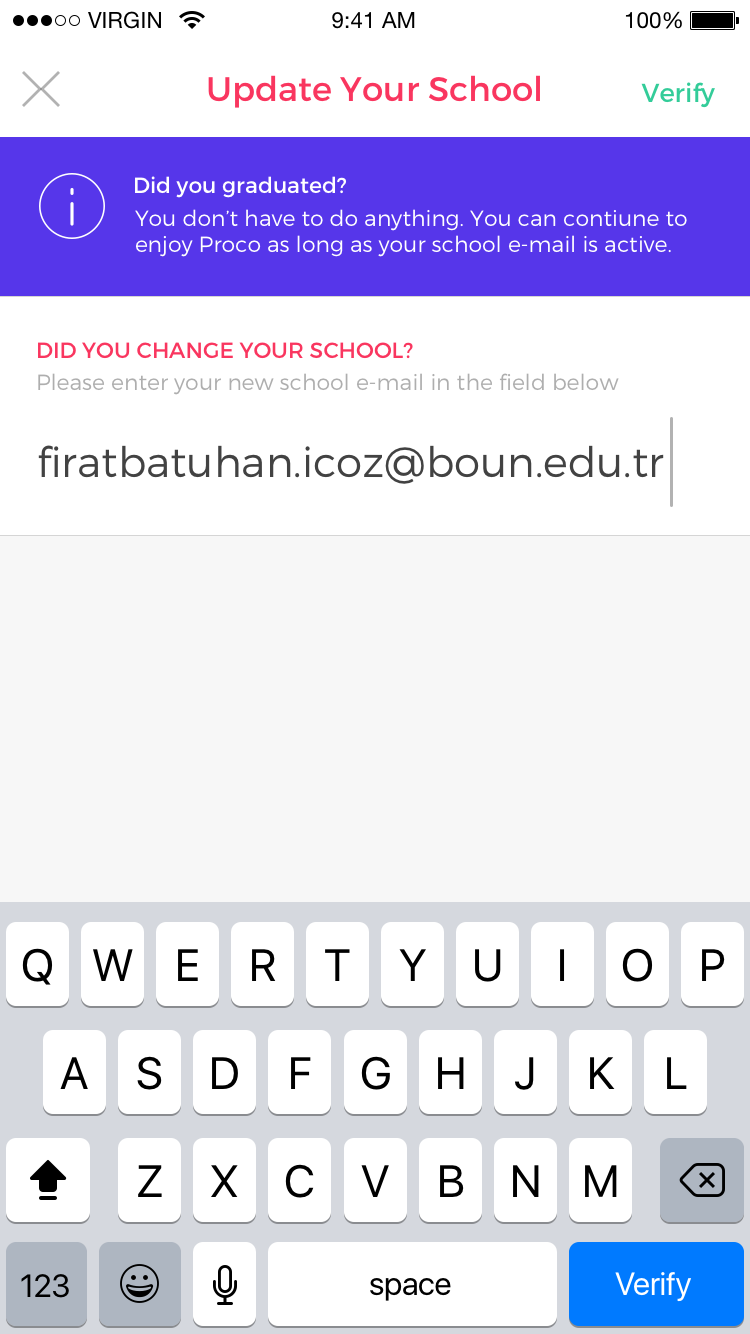 VIRGIN 9:41 AM 100%
Update Your School Verify
Did you graduated?
You don’t have to do anything. You can contiune to
enjoy Proco as long as your school e-mail is active.
DID YOU CHANGE YOUR SCHOOL?
Please enter your new school e-mail in the field below
firatbatuhan.icoz@boun.edu.tr
Q W E R T Y U I O P
A S D F G H J K L
Z X C V B N M
123 space Verify